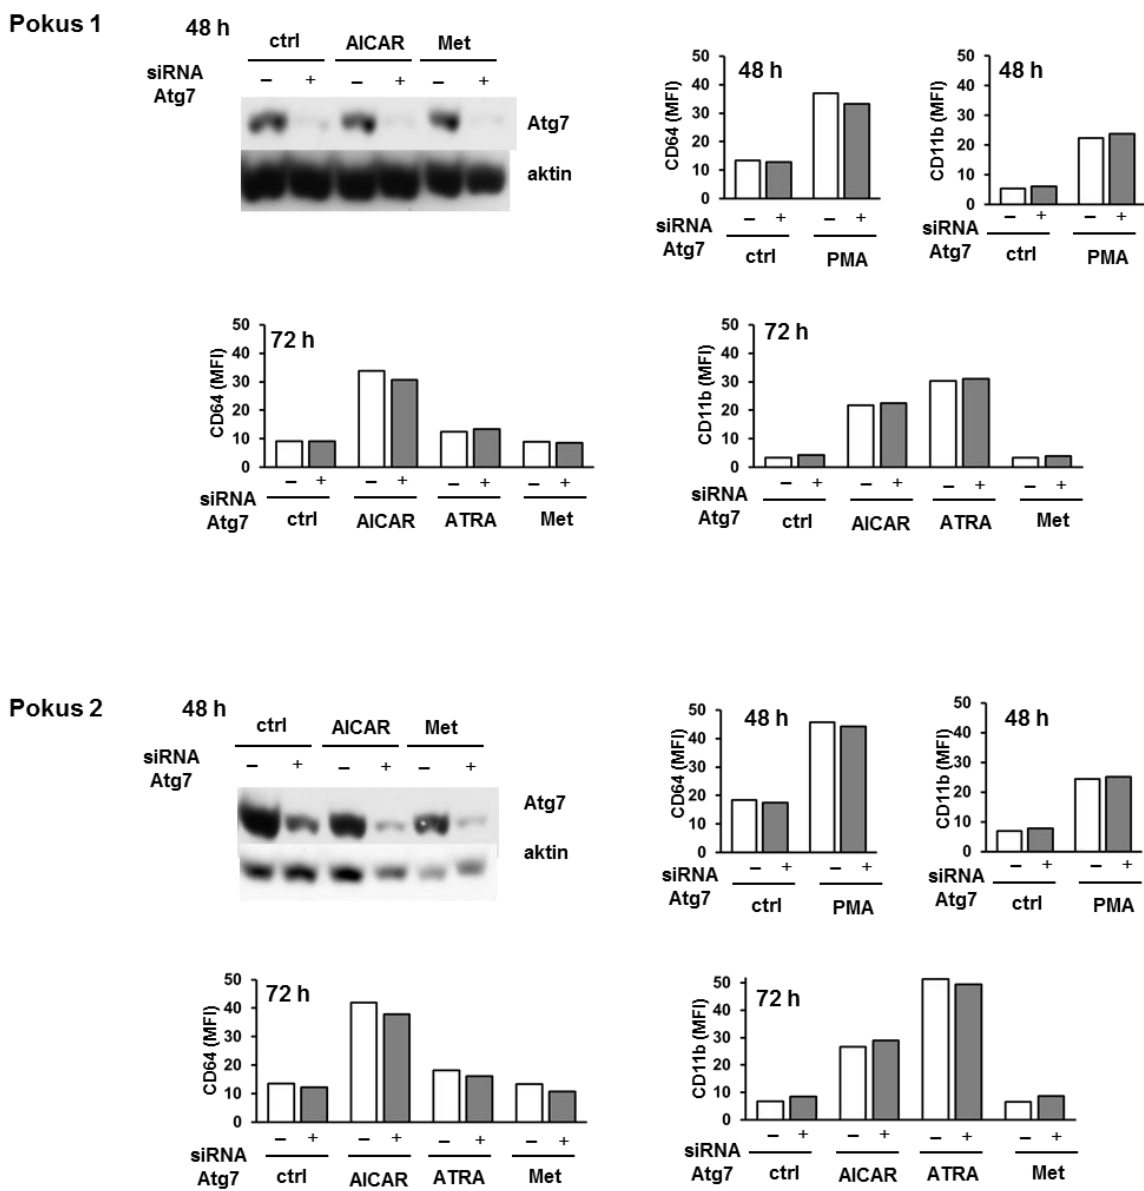 Pokus 1
48 h
ctrl AICAR Met
siRNA Atg7
– + – + – +
Atg7
aktin
48 h
CD64 (MFI)
50
40
30
20
10
0
– + – +
siRNA Atg7
ctrl PMA
48 h
CD11b (MFI)
50
40
30
20
10
0
– + – +
siRNA Atg7
ctrl PMA
72 h
CD64 (MFI)
50
40
30
20
10
0
– + – + – + – +
siRNA Atg7
ctrl AICAR ATRA Met
72 h
CD11b (MFI)
50
40
30
20
10
0
– + – + – + – +
siRNA Atg7
ctrl AICAR ATRA Met
Pokus 2
48 h
ctrl AICAR Met
siRNA Atg7
– + – + – +
Atg7
aktin
48 h
CD64 (MFI)
50
40
30
20
10
0
– + – +
siRNA Atg7
ctrl PMA
48 h
CD11b (MFI)
50
40
30
20
10
0
– + – +
siRNA Atg7
ctrl PMA
72 h
CD64 (MFI)
50
40
30
20
10
0
– + – + – + – +
siRNA Atg7
ctrl AICAR ATRA Met
72 h
CD11b (MFI)
50
40
30
20
10
0
– + – + – + – +
siRNA Atg7
ctrl AICAR ATRA Met